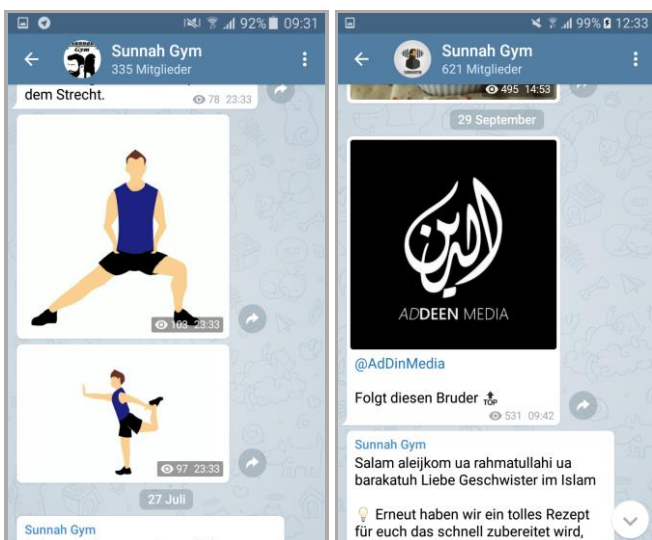 92% 09:31
Sunnah Gym
335 Mitglieder
dem Strecht.
78 23:33
103 23:33
97 23:33
27 Juli
Sunnah Gym
99% 12:33
Sunnah Gym
621 Mitglieder
495 14:53
29 September
الدين
ADDEEN MEDIA
@AdDinMedia
Folgt diesen Bruder 🔝
531 09:42
Sunnah Gym
Salam aleijkom ua rahmatullahi ua
barakatuh Liebe Geschwister im Islam
💡 Erneut haben wir ein tolles Rezept
für euch das schnell zubereitet wird,